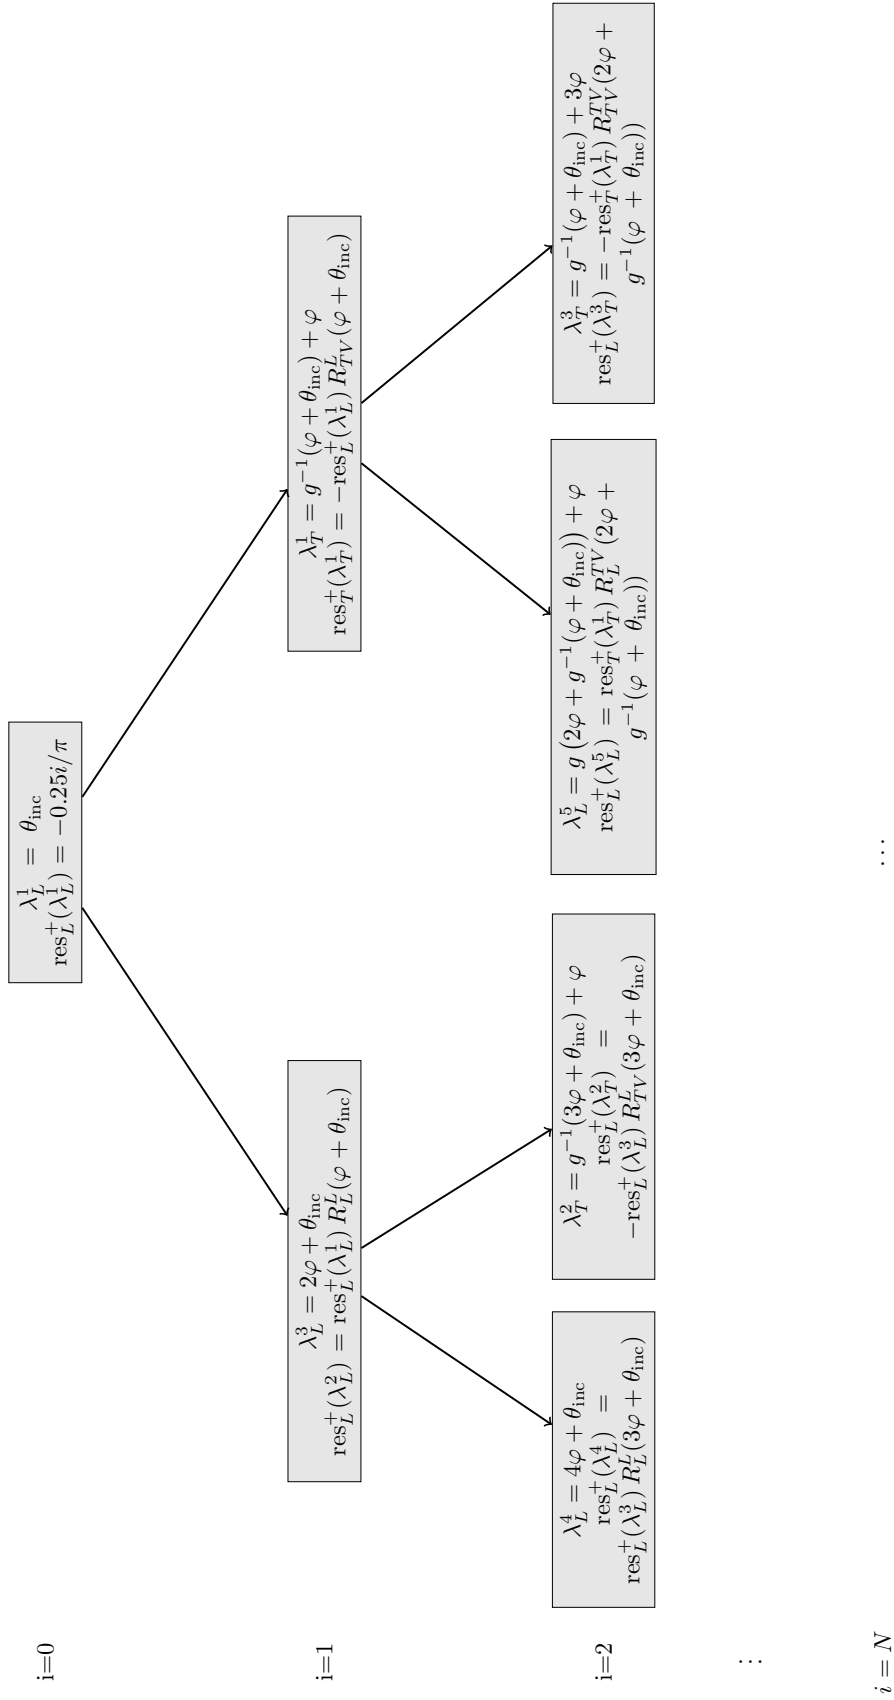 i=0
λ_L^1 = θ_inc
res_L^+(λ_L^1) = −0.25i/π
i=1
λ_L^3 = 2φ + θ_inc
res_L^+(λ_L^2) = res_L^+(λ_L^1) R_L^L(φ + θ_inc)
λ_T^1 = g^{−1}(φ + θ_inc) + φ
res_T^+(λ_T^1) = −res_L^+(λ_L^1) R_{TV}^L(φ + θ_inc)
i=2
λ_L^4 = 4φ + θ_inc
res_L^+(λ_L^4) =
res_L^+(λ_L^3) R_L^L(3φ + θ_inc)
λ_T^2 = g^{−1}(3φ + θ_inc) + φ
res_L^+(λ_T^2) =
−res_L^+(λ_L^3) R_{TV}^L(3φ + θ_inc)
λ_L^5 = g (2φ + g^{−1}(φ + θ_inc)) + φ
res_L^+(λ_L^5) = res_T^+(λ_T^1) R_L^{TV}(2φ +
g^{−1}(φ + θ_inc))
λ_T^3 = g^{−1}(φ + θ_inc) + 3φ
res_L^+(λ_T^3) = −res_T^+(λ_T^1) R_{TV}^{TV}(2φ +
g^{−1}(φ + θ_inc))
⋮
i = N
…